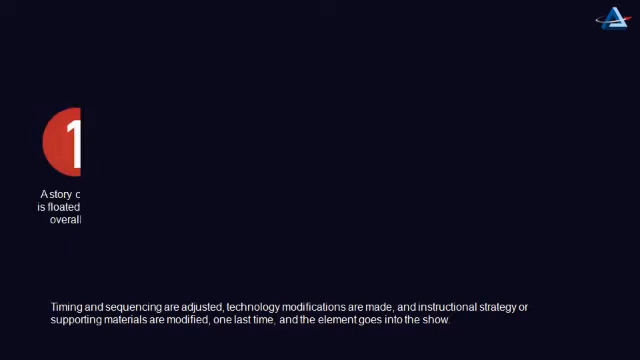 1
A story
is floated
overall
Timing and sequencing are adjusted, technology modifications are made, and instructional strategy or
supporting materials are modified, one last time, and the element goes into the show.